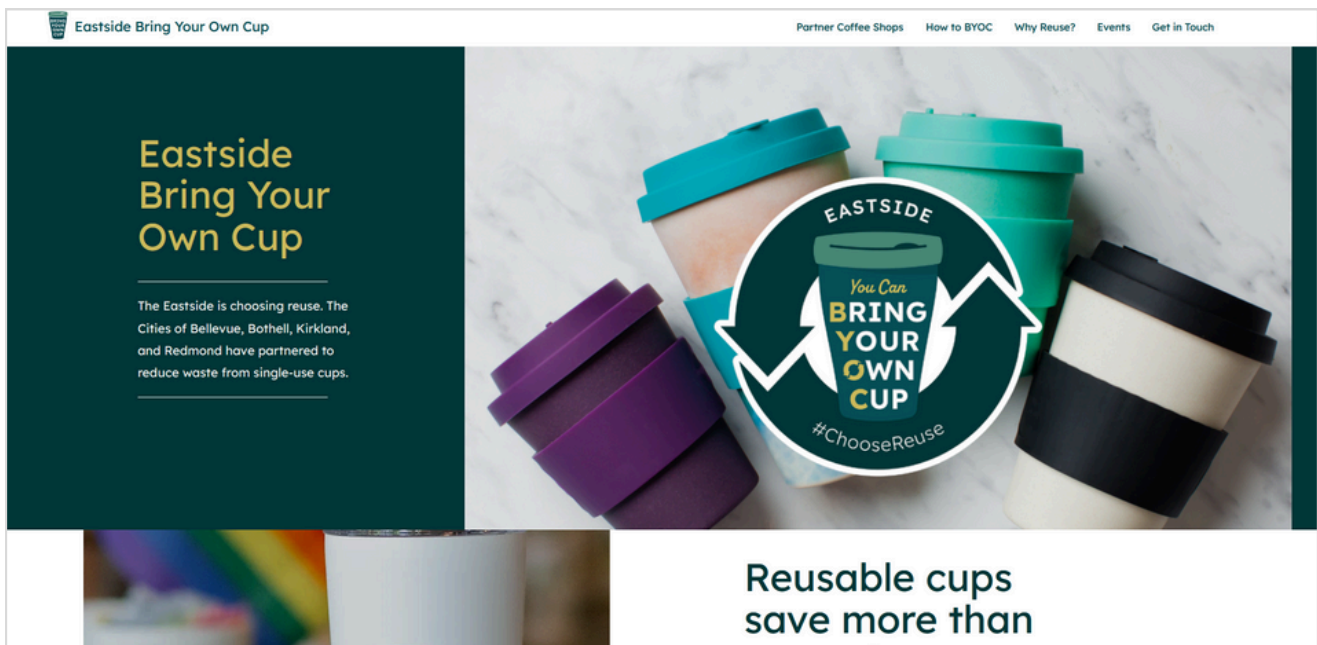 Eastside Bring Your Own Cup
Partner Coffee Shops How to BYOC Why Reuse? Events Get in Touch
Eastside
Bring Your
Own Cup
The Eastside is choosing reuse. The
Cities of Bellevue, Bothell, Kirkland,
and Redmond have partnered to
reduce waste from single-use cups.
EASTSIDE
You Can
BRING
YOUR
OWN
CUP
#ChooseReuse
Reusable cups
save more than